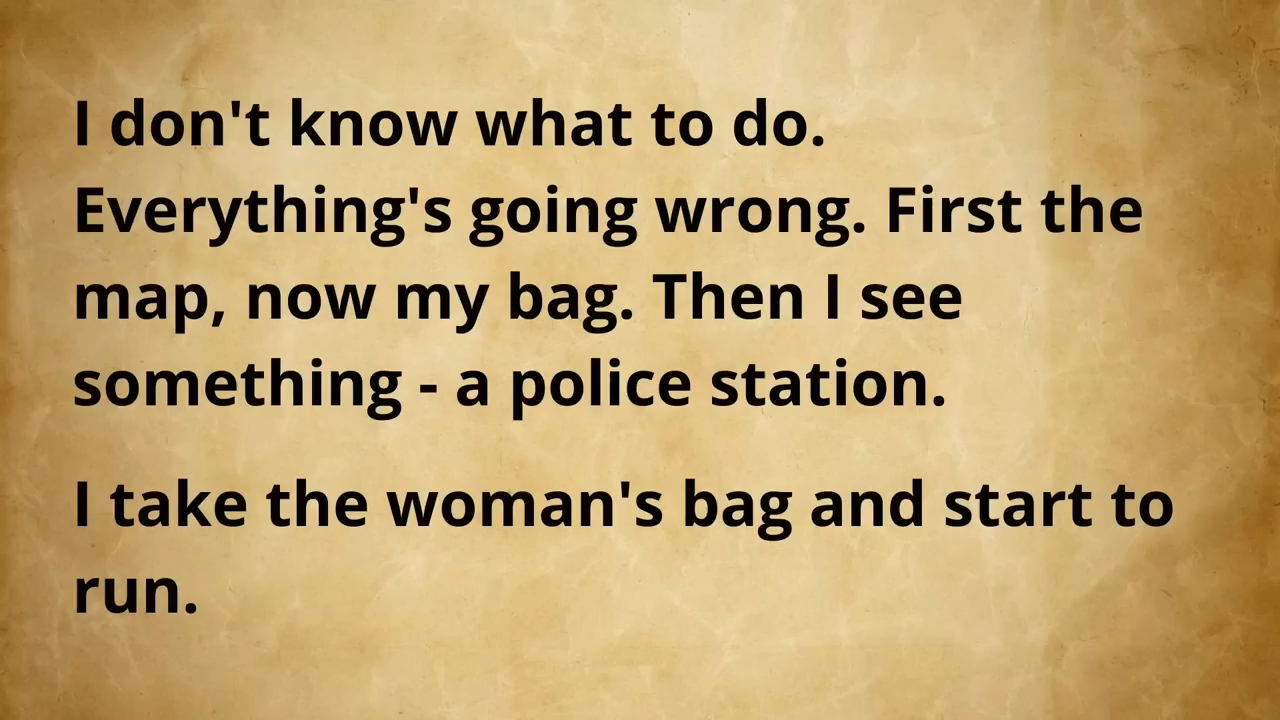 I don't know what to do.
Everything's going wrong. First the
map, now my bag. Then I see
something - a police station.
I take the woman's bag and start to
run.